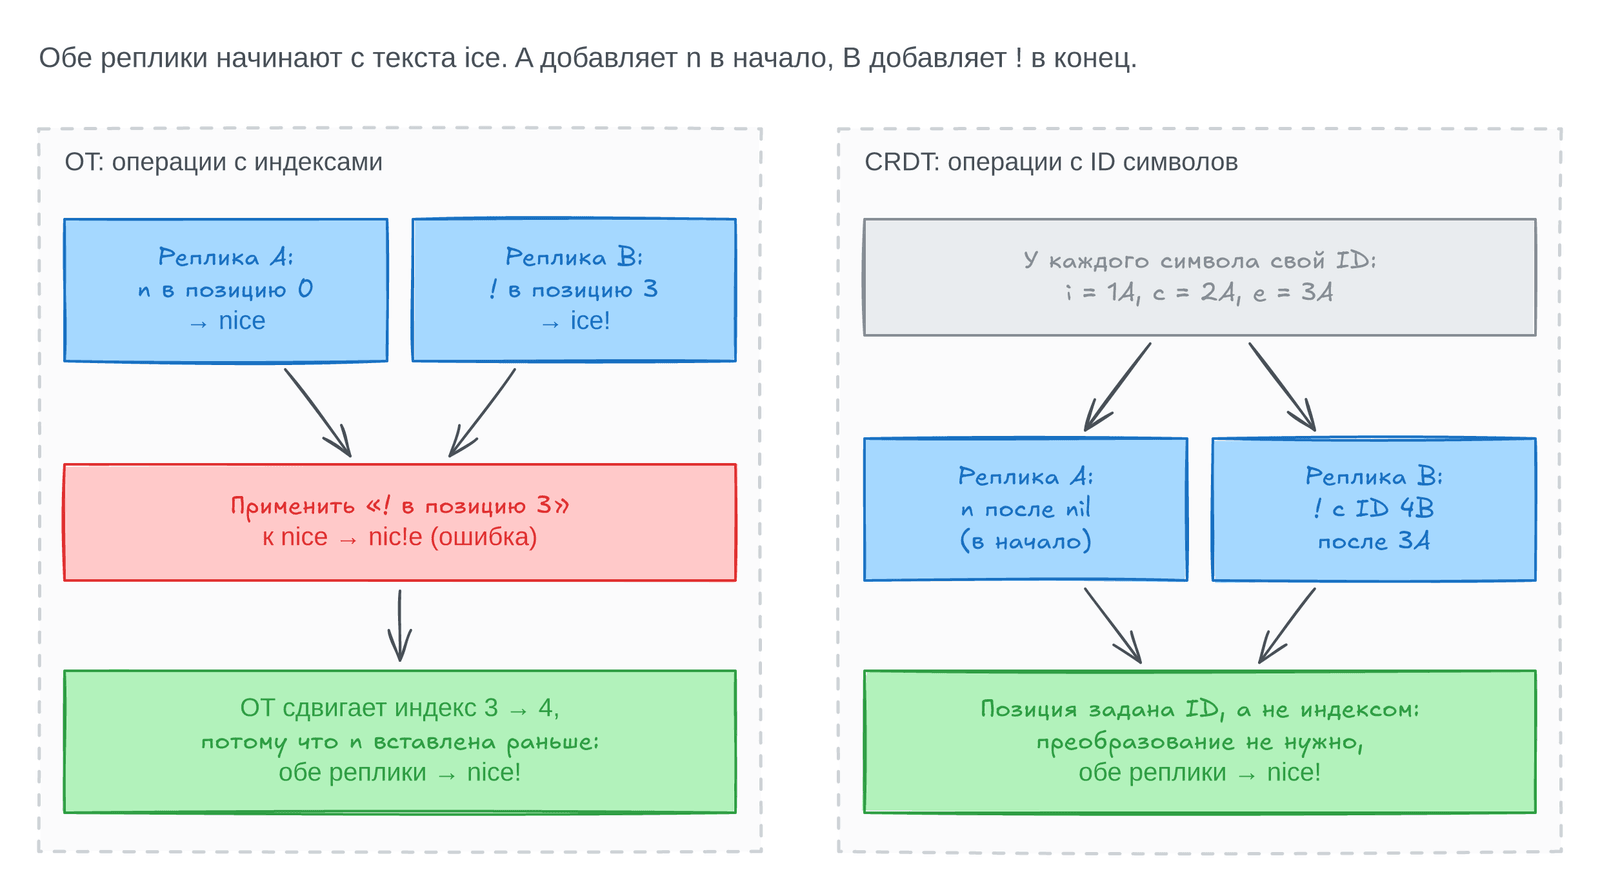 Обе реплики начинают с текста ice. A добавляет n в начало, B добавляет ! в конец.
OT: операции с индексами
Реплика A:
n в позицию 0
→ nice
Реплика B:
! в позицию 3
→ ice!
Применить «! в позицию 3»
к nice → nic!e (ошибка)
OT сдвигает индекс 3 → 4,
потому что n вставлена раньше:
обе реплики → nice!
CRDT: операции с ID символов
У каждого символа свой ID:
i = 1A, c = 2A, e = 3A
Реплика A:
n после nil
(в начало)
Реплика B:
! с ID 4B
после 3A
Позиция задана ID, а не индексом:
преобразование не нужно,
обе реплики → nice!